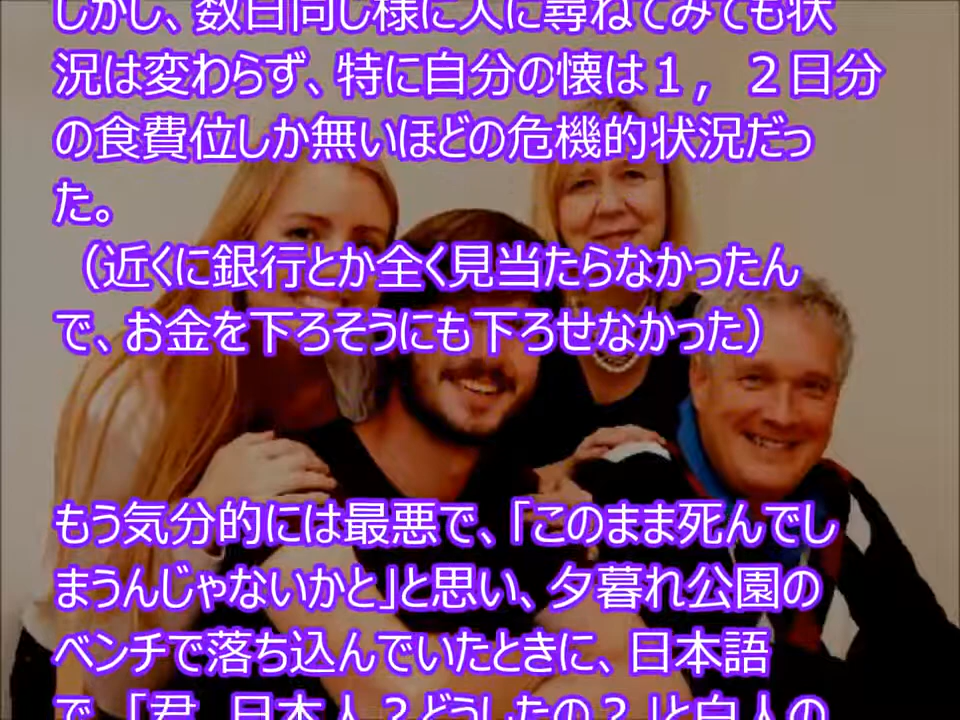 しかし、数日同じ様に人に尋ねてみても状
況は変わらず、特に自分の懐は１，２日分
の食費位しか無いほどの危機的状況だっ
た。
（近くに銀行とか全く見当たらなかったん
で、お金を下ろそうにも下ろせなかった）
もう気分的には最悪で、「このまま死んでし
まうんじゃないかと」と思い、夕暮れ公園の
ベンチで落ち込んでいたときに、日本語
で、「君、日本人？どうしたの？」と白人の